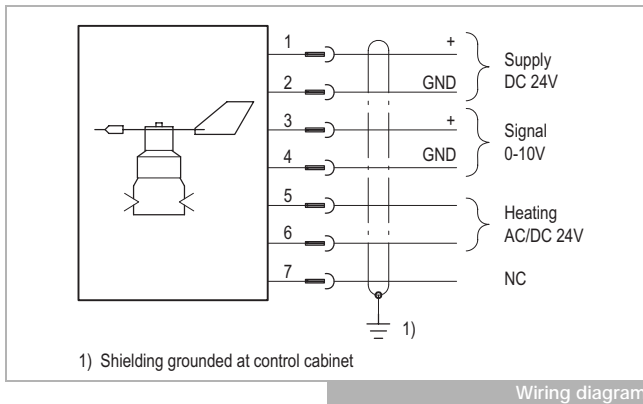 1 +
Supply
DC 24V
2 GND
3 +
Signal
0-10V
4 GND
5
Heating
AC/DC 24V
6
7 NC
1)
1) Shielding grounded at control cabinet
Wiring diagram